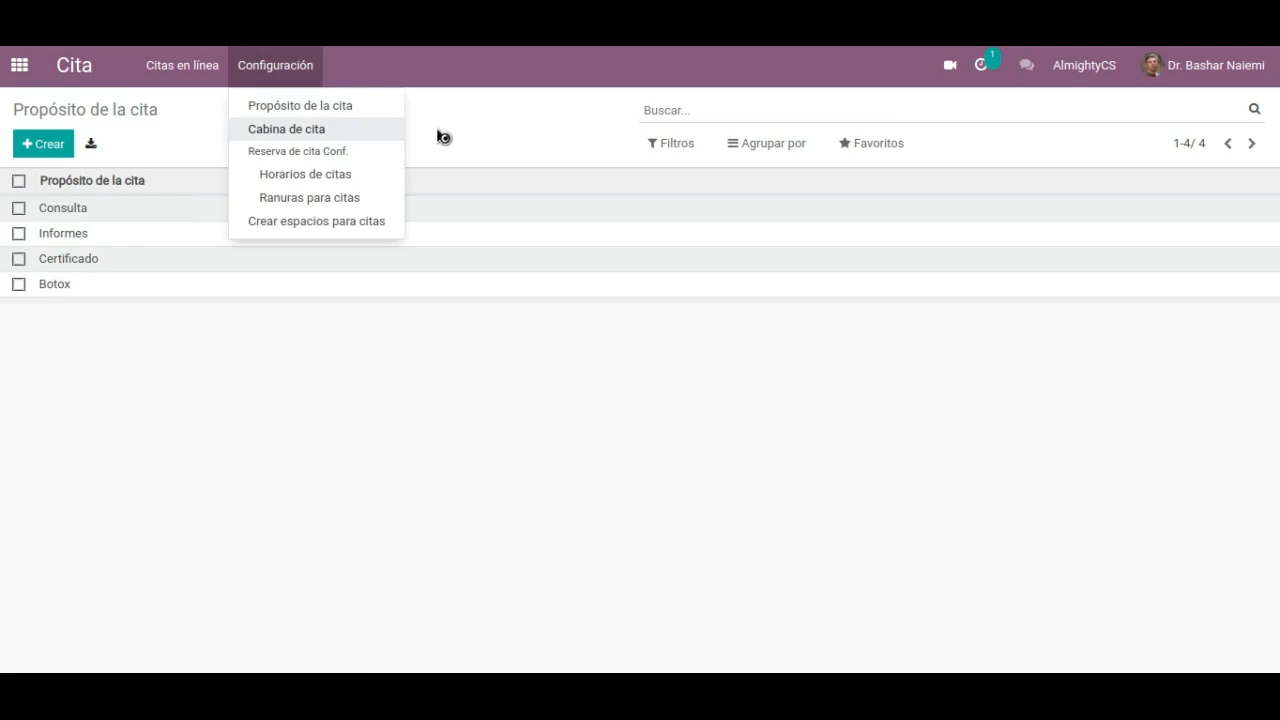 Cita
Citas en línea
Configuración
1
AlmightyCS
Dr. Bashar Naiemi
Propósito de la cita
Crear
Propósito de la cita
Cabina de cita
Reserva de cita Conf.
Horarios de citas
Ranuras para citas
Crear espacios para citas
Buscar...
Filtros
Agrupar por
Favoritos
1-4/ 4
Propósito de la cita
Consulta
Informes
Certificado
Botox